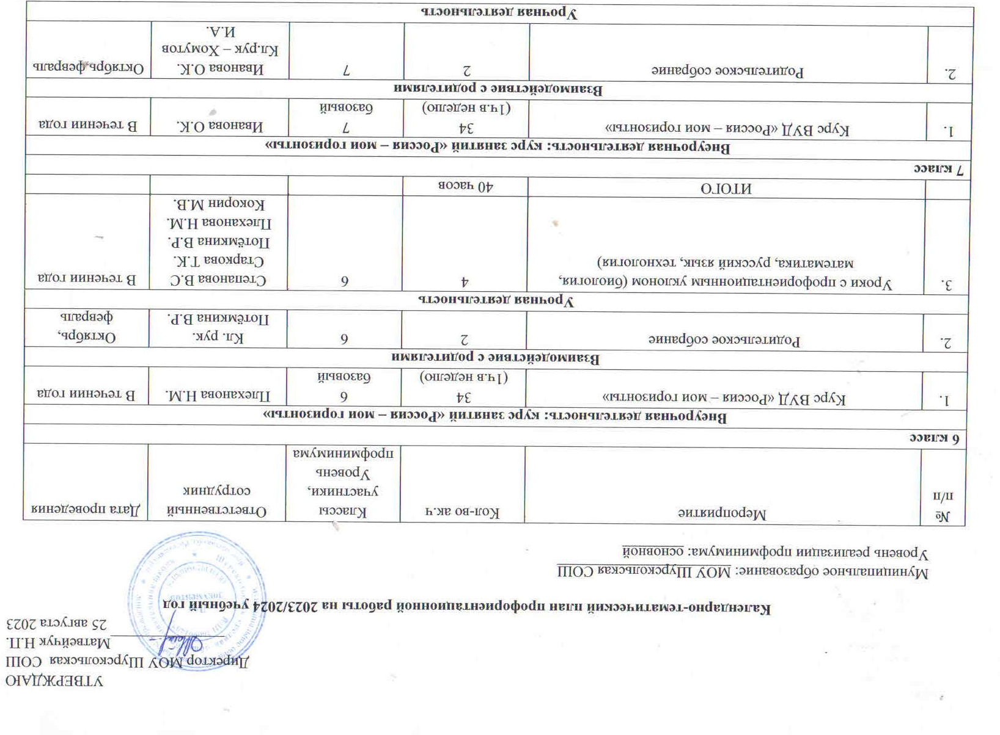 УТВЕРЖДАЮ
Директор МОУ Шурскольская СОШ
Матвейчук Н.П.
25 августа 2023
Календарно-тематический план профориентационной работы на 2023/2024 учебный год
Муниципальное образование: МОУ Шурскольская СОШ
Уровень реализации профминимума: основной
№ п/п
Мероприятие
Кол-во ак.ч
Классы
участники,
Уровень
профминимума
Ответственный
сотрудник
Дата проведения
6 класс
Внеурочная деятельность: курс занятий «Россия – мои горизонты»
1.
Курс ВУД «Россия – мои горизонты»
34
(1ч.в неделю)
6
базовый
Плеханова Н.М.
В течении года
Взаимодействие с родителями
2.
Родительское собрание
2
6
Кл. рук.
Потёмкина В.Р.
Октябрь,
февраль
Урочная деятельность
3.
Уроки с профориентационным уклоном (биология,
математика, русский язык, технология)
4
6
Степанова В.С
Старкова Т.К.
Потёмкина В.Р.
Плеханова Н.М.
Кокорин М.В.
В течении года
ИТОГО
40 часов
7 класс
Внеурочная деятельность: курс занятий «Россия – мои горизонты»
1.
Курс ВУД «Россия – мои горизонты»
34
(1ч.в неделю)
7
базовый
Иванова О.К.
В течении года
Взаимодействие с родителями
2.
Родительское собрание
2
7
Иванова О.К.
Кл.рук – Хомутов
И.А.
Октябрь,февраль
Урочная деятельность